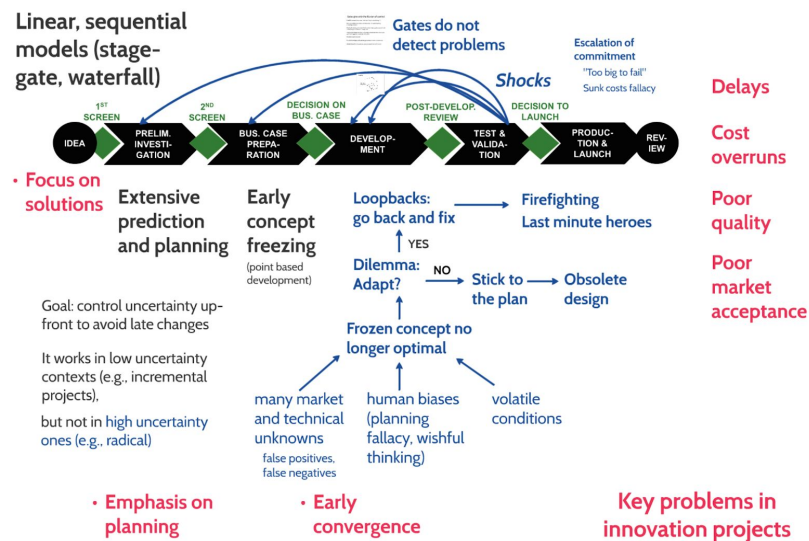 Linear, sequential
models (stage-
gate, waterfall)
Gates do not
detect problems
Escalation of
commitment
"Too big to fail"
Sunk costs fallacy
Shocks
Delays
1ST
SCREEN
2ND
SCREEN
DECISION ON
BUS. CASE
POST-DEVELOP.
REVIEW
DECISION TO
LAUNCH
IDEA
PRELIM.
INVESTI-
GATION
BUS. CASE
PREPA-
RATION
DEVELOP-
MENT
TEST &
VALIDA-
TION
PRODUC-
TION &
LAUNCH
REV-
IEW
Cost
overruns
• Focus on
solutions
Extensive
prediction
and planning
Early
concept
freezing
(point based
development)
Loopbacks:
go back and fix
Firefighting
Last minute heroes
Poor
quality
YES
Dilemma:
Adapt?
NO
Stick to
the plan
Obsolete
design
Poor
market
acceptance
Goal: control uncertainty up-
front to avoid late changes
It works in low uncertainty
contexts (e.g., incremental
projects),
but not in high uncertainty
ones (e.g., radical)
Frozen concept no
longer optimal
many market
and technical
unknowns
false positives,
false negatives
human biases
(planning
fallacy, wishful
thinking)
volatile
conditions
• Emphasis on
planning
• Early
convergence
Key problems in
innovation projects